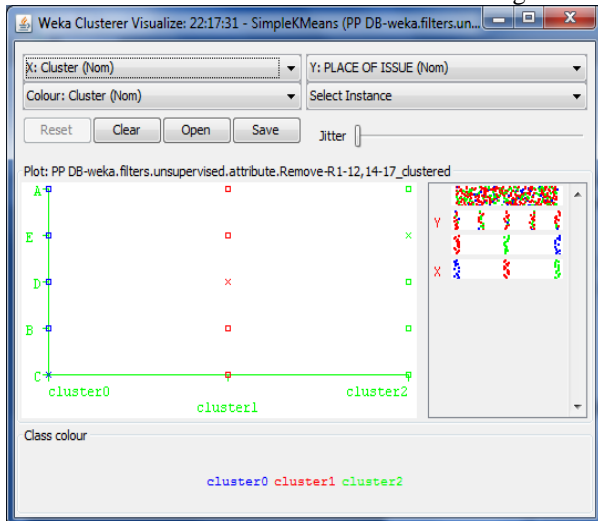 Weka Clusterer Visualize: 22:17:31 - SimpleKMeans (PP DB-weka.filters.un...
X: Cluster (Nom) Y: PLACE OF ISSUE (Nom)
Colour: Cluster (Nom) Select Instance
Reset Clear Open Save Jitter
Plot: PP DB-weka.filters.unsupervised.attribute.Remove-R1-12,14-17_clustered
A
Y
E
D
X
B
C
cluster0 cluster2
cluster1
Class colour
cluster0 cluster1 cluster2